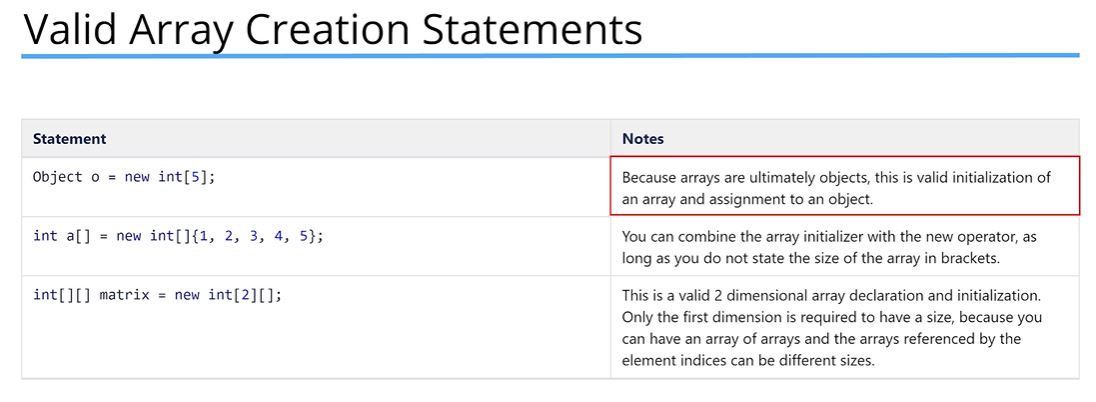 Valid Array Creation Statements
Statement
Notes
Object o = new int[5];
Because arrays are ultimately objects, this is valid initialization of
an array and assignment to an object.
int a[] = new int[]{1, 2, 3, 4, 5};
You can combine the array initializer with the new operator, as
long as you do not state the size of the array in brackets.
int[][] matrix = new int[2][];
This is a valid 2 dimensional array declaration and initialization.
Only the first dimension is required to have a size, because you
can have an array of arrays and the arrays referenced by the
element indices can be different sizes.